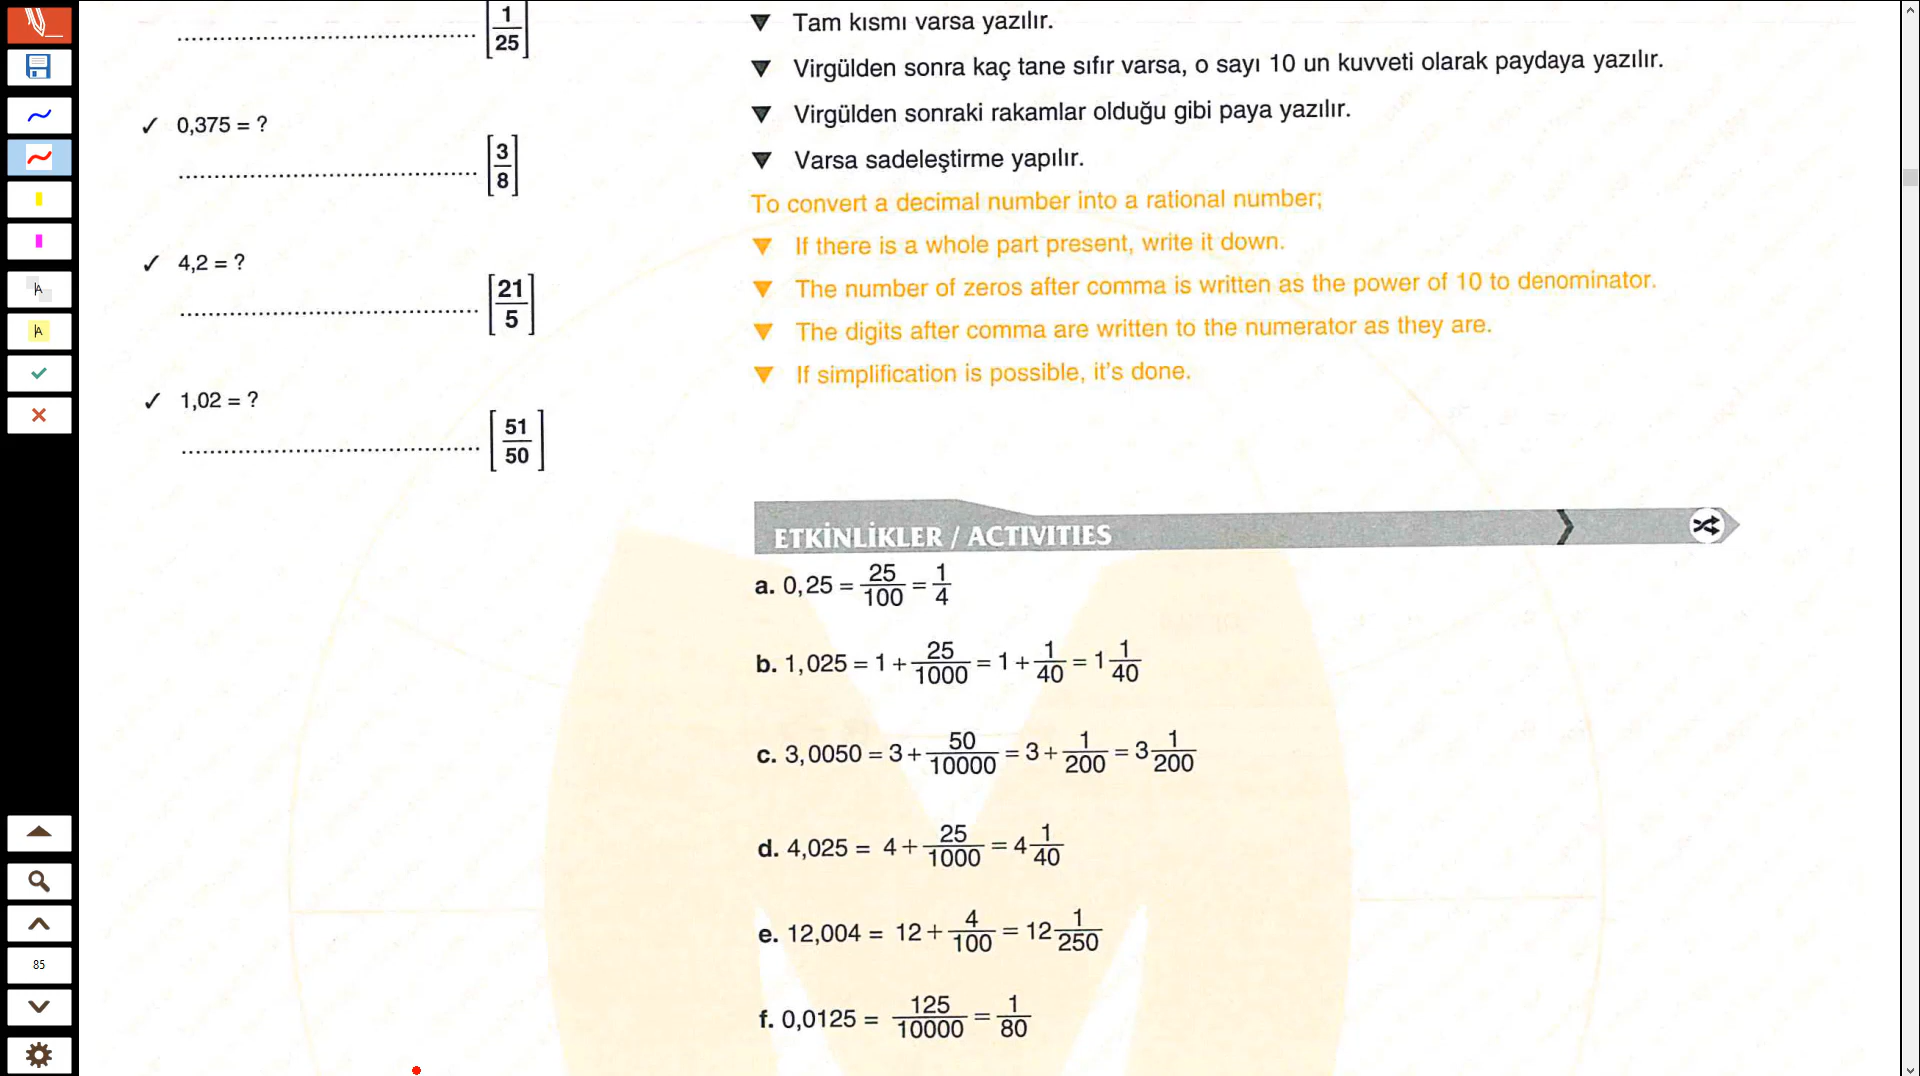 1/25
✓ 0,375 = ?
[3/8]
✓ 4,2 = ?
[21/5]
✓ 1,02 = ?
[51/50]
▼ Tam kısmı varsa yazılır.
▼ Virgülden sonra kaç tane sıfır varsa, o sayı 10 un kuvveti olarak paydaya yazılır.
▼ Virgülden sonraki rakamlar olduğu gibi paya yazılır.
▼ Varsa sadeleştirme yapılır.
To convert a decimal number into a rational number;
▼ If there is a whole part present, write it down.
▼ The number of zeros after comma is written as the power of 10 to denominator.
▼ The digits after comma are written to the numerator as they are.
▼ If simplification is possible, it's done.
ETKİNLİKLER / ACTIVITIES
a. 0,25 = 25/100 = 1/4
b. 1,025 = 1 + 25/1000 = 1 + 1/40 = 1 1/40
c. 3,0050 = 3 + 50/10000 = 3 + 1/200 = 3 1/200
d. 4,025 = 4 + 25/1000 = 4 1/40
e. 12,004 = 12 + 4/100 = 12 1/250
f. 0,0125 = 125/10000 = 1/80
A
A
85